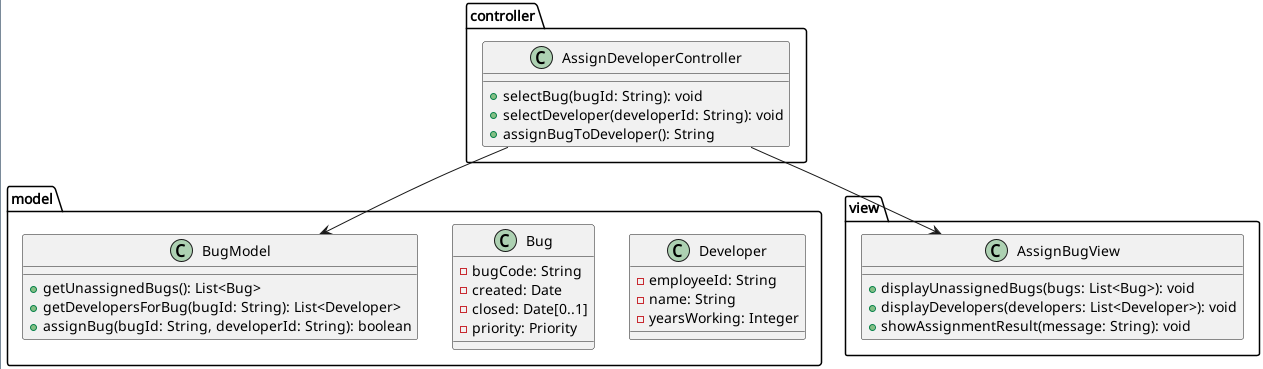 controller
C AssignDeveloperController
selectBug(bugId: String): void
selectDeveloper(developerId: String): void
assignBugToDeveloper(): String
model
C BugModel
getUnassignedBugs(): List<Bug>
getDevelopersForBug(bugId: String): List<Developer>
assignBug(bugId: String, developerId: String): boolean
C Bug
bugCode: String
created: Date
closed: Date[0..1]
priority: Priority
C Developer
employeeId: String
name: String
yearsWorking: Integer
view
C AssignBugView
displayUnassignedBugs(bugs: List<Bug>): void
displayDevelopers(developers: List<Developer>): void
showAssignmentResult(message: String): void